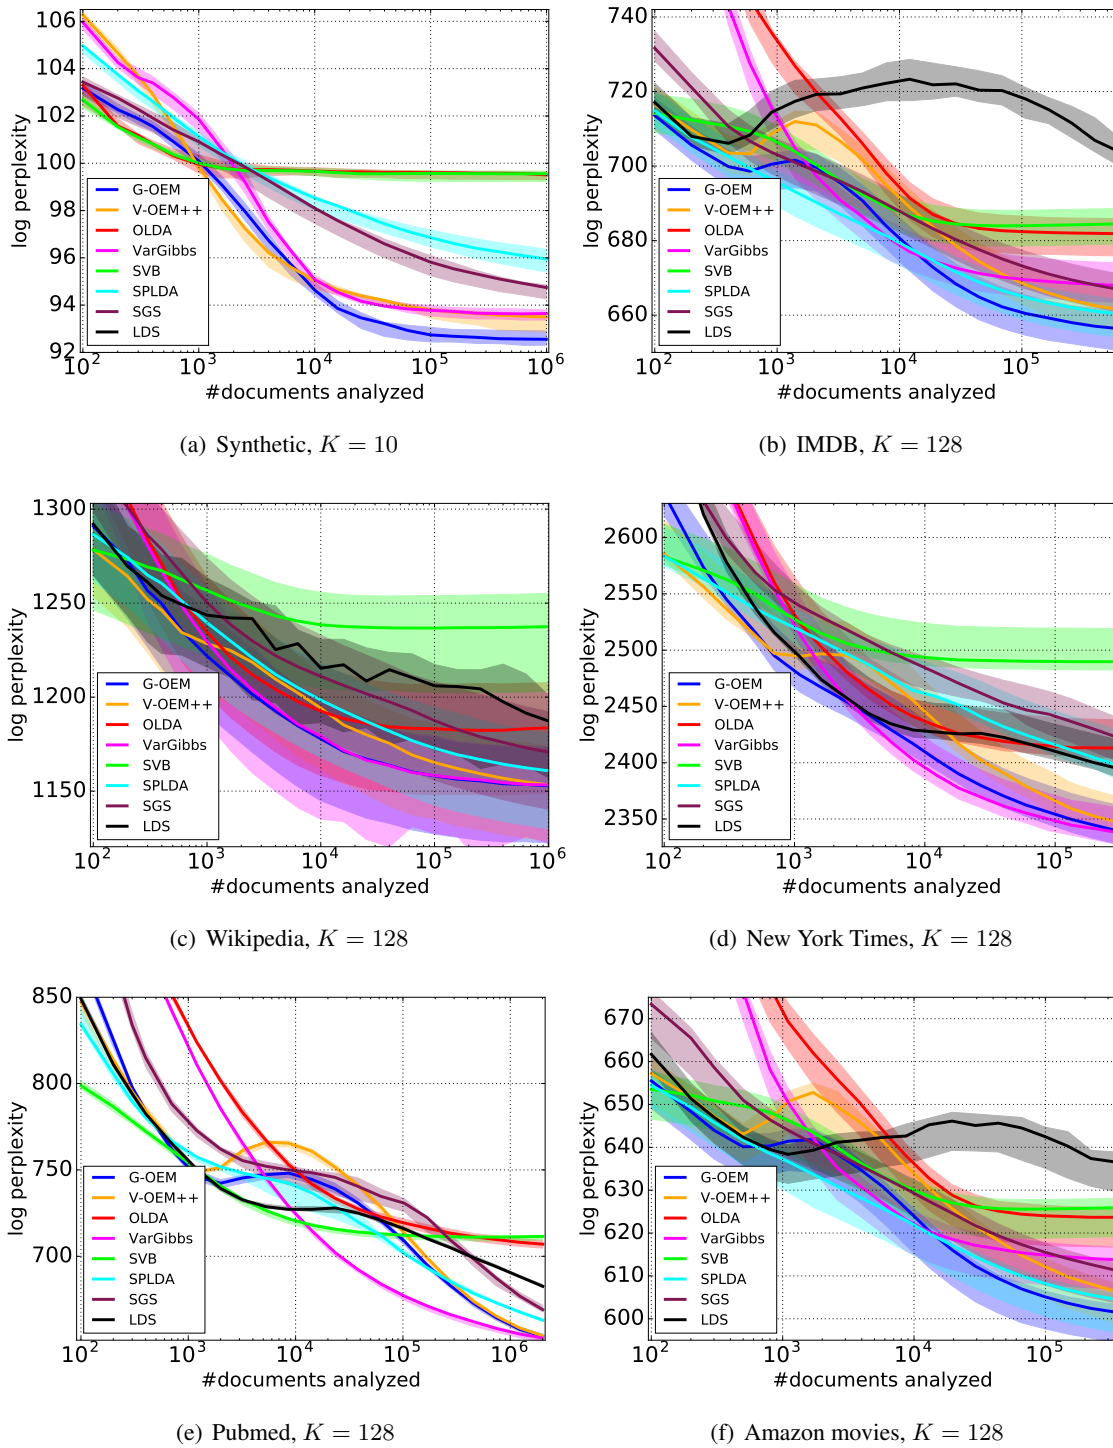 106
104
102
100
98
96
94
92
log perplexity
G-OEM
V-OEM++
OLDA
VarGibbs
SVB
SPLDA
SGS
LDS
10^2 10^3 10^4 10^5 10^6
#documents analyzed
(a) Synthetic, K = 10
740
720
700
680
660
log perplexity
G-OEM
V-OEM++
OLDA
VarGibbs
SVB
SPLDA
SGS
LDS
10^2 10^3 10^4 10^5
#documents analyzed
(b) IMDB, K = 128
1300
1250
1200
1150
log perplexity
G-OEM
V-OEM++
OLDA
VarGibbs
SVB
SPLDA
SGS
LDS
10^2 10^3 10^4 10^5 10^6
#documents analyzed
(c) Wikipedia, K = 128
2600
2550
2500
2450
2400
2350
log perplexity
G-OEM
V-OEM++
OLDA
VarGibbs
SVB
SPLDA
SGS
LDS
10^2 10^3 10^4 10^5
#documents analyzed
(d) New York Times, K = 128
850
800
750
700
log perplexity
G-OEM
V-OEM++
OLDA
VarGibbs
SVB
SPLDA
SGS
LDS
10^2 10^3 10^4 10^5 10^6
#documents analyzed
(e) Pubmed, K = 128
670
660
650
640
630
620
610
600
log perplexity
G-OEM
V-OEM++
OLDA
VarGibbs
SVB
SPLDA
SGS
LDS
10^2 10^3 10^4 10^5
#documents analyzed
(f) Amazon movies, K = 128